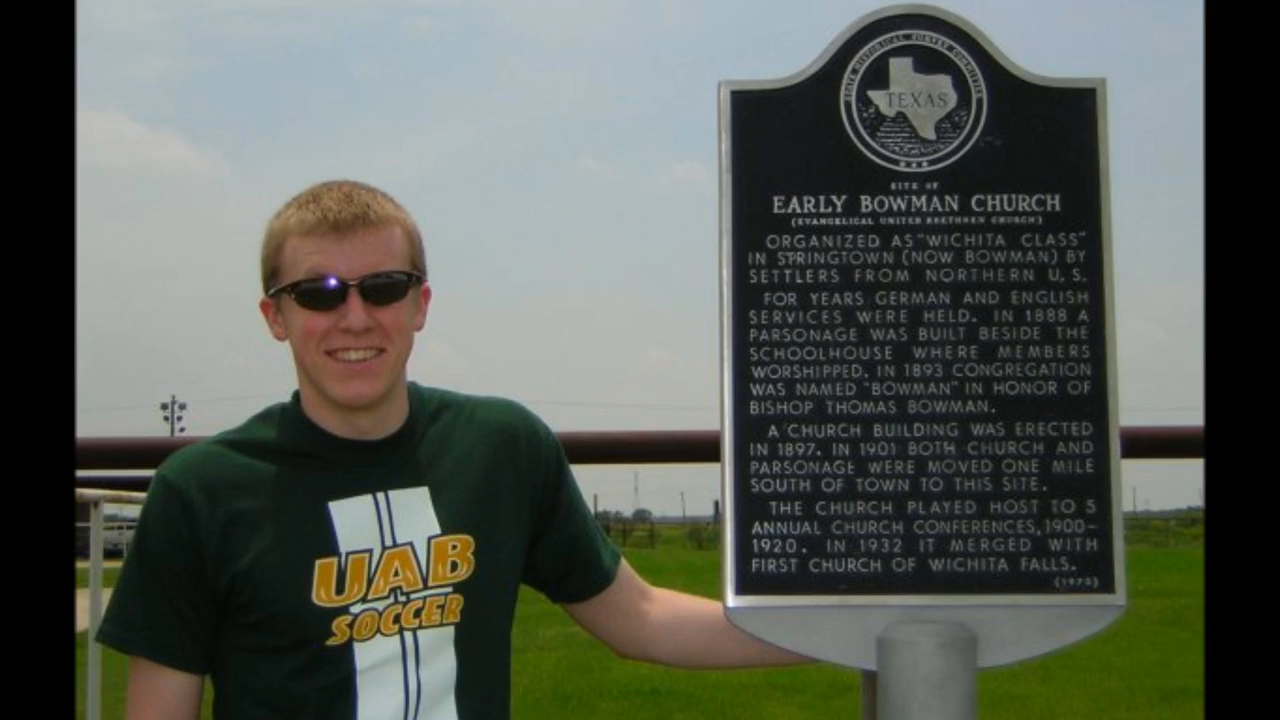 STATE HISTORICAL SURVEY COMMITTEE
TEXAS
SITE OF
EARLY BOWMAN CHURCH
(EVANGELICAL UNITED BRETHREN CHURCH)
ORGANIZED AS "WICHITA CLASS"
IN SPRINGTOWN (NOW BOWMAN) BY
SETTLERS FROM NORTHERN U.S.
FOR YEARS GERMAN AND ENGLISH
SERVICES WERE HELD. IN 1888 A
PARSONAGE WAS BUILT BESIDE THE
SCHOOLHOUSE WHERE MEMBERS
WORSHIPPED. IN 1893 CONGREGATION
WAS NAMED "BOWMAN" IN HONOR OF
BISHOP THOMAS BOWMAN.
A CHURCH BUILDING WAS ERECTED
IN 1897. IN 1901 BOTH CHURCH AND
PARSONAGE WERE MOVED ONE MILE
SOUTH OF TOWN TO THIS SITE.
THE CHURCH PLAYED HOST TO 5
ANNUAL CHURCH CONFERENCES, 1900–
1920. IN 1932 IT MERGED WITH
FIRST CHURCH OF WICHITA FALLS.
(1970)
UAB
SOCCER